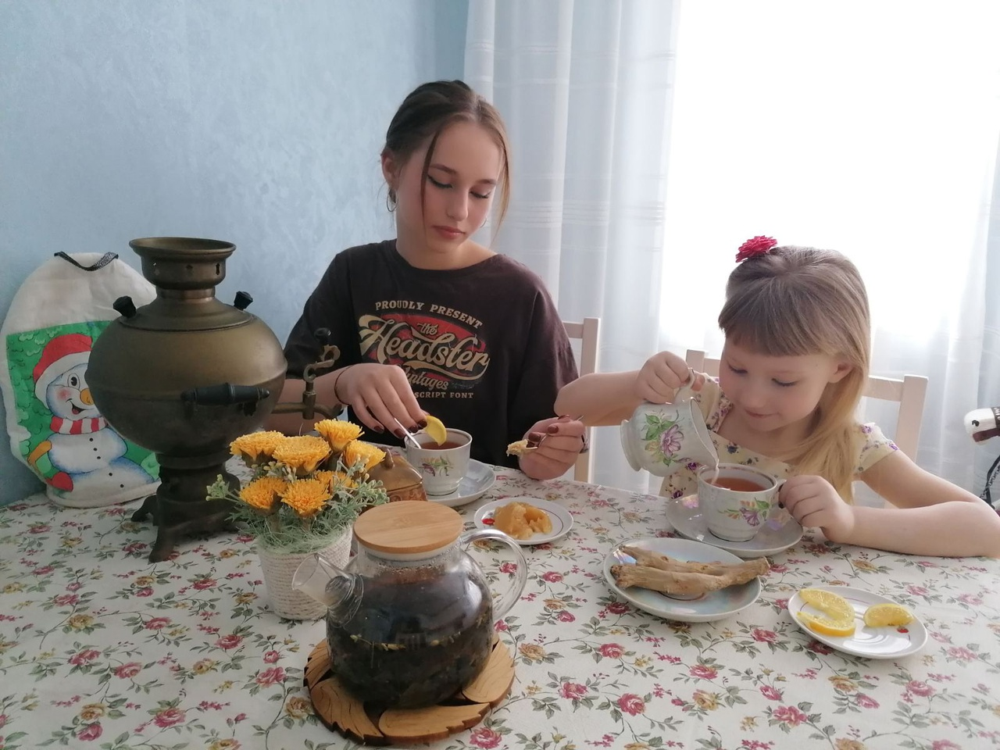 PROUDLY PRESENT
the
Headster
Vintages
SCRIPT FONT